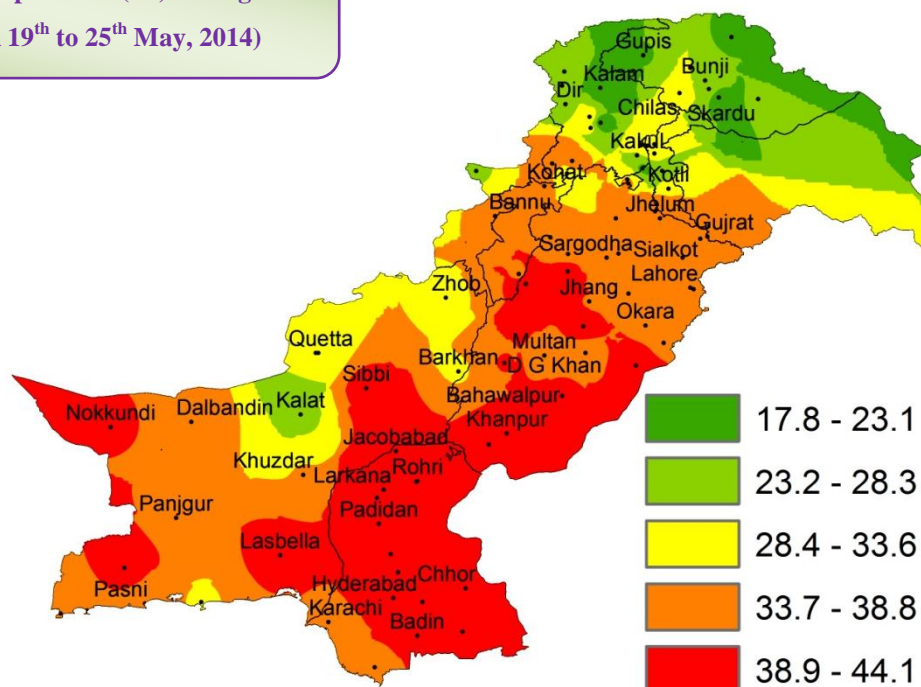 19th to 25th May, 2014)
Gupis
Kalam
Bunji
Dir
Chilas
Skardu
Kakul
Kohat
Kotli
Bannu
Jhelum
Gujrat
Sargodha
Sialkot
Lahore
Zhob
Jhang
Okara
Quetta
Multan
Barkhan
D G Khan
Sibbi
Bahawalpur
Nokkundi
Dalbandin
Kalat
Khanpur
Jacobabad
Khuzdar
Rohri
Larkana
Panjgur
Padidan
Lasbella
Pasni
Hyderabad
Chhor
Karachi
Badin
17.8 - 23.1
23.2 - 28.3
28.4 - 33.6
33.7 - 38.8
38.9 - 44.1